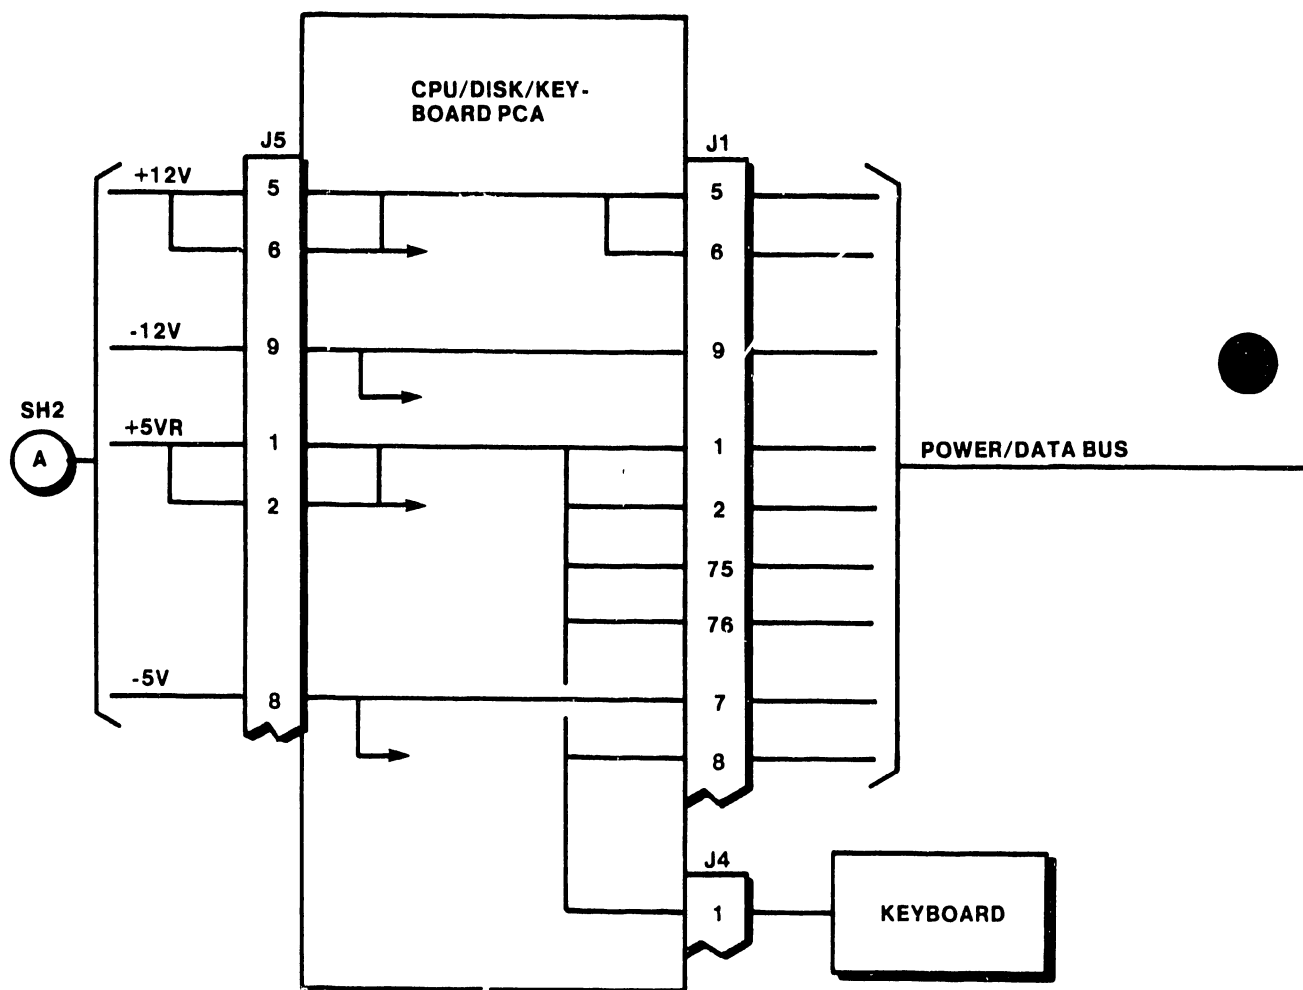 CPU/DISK/KEY-
BOARD PCA
J5
J1
+12V
5
5
6
6
-12V
9
9
SH2
A
+5VR
1
1
POWER/DATA BUS
2
2
75
76
-5V
8
7
8
J4
1
KEYBOARD